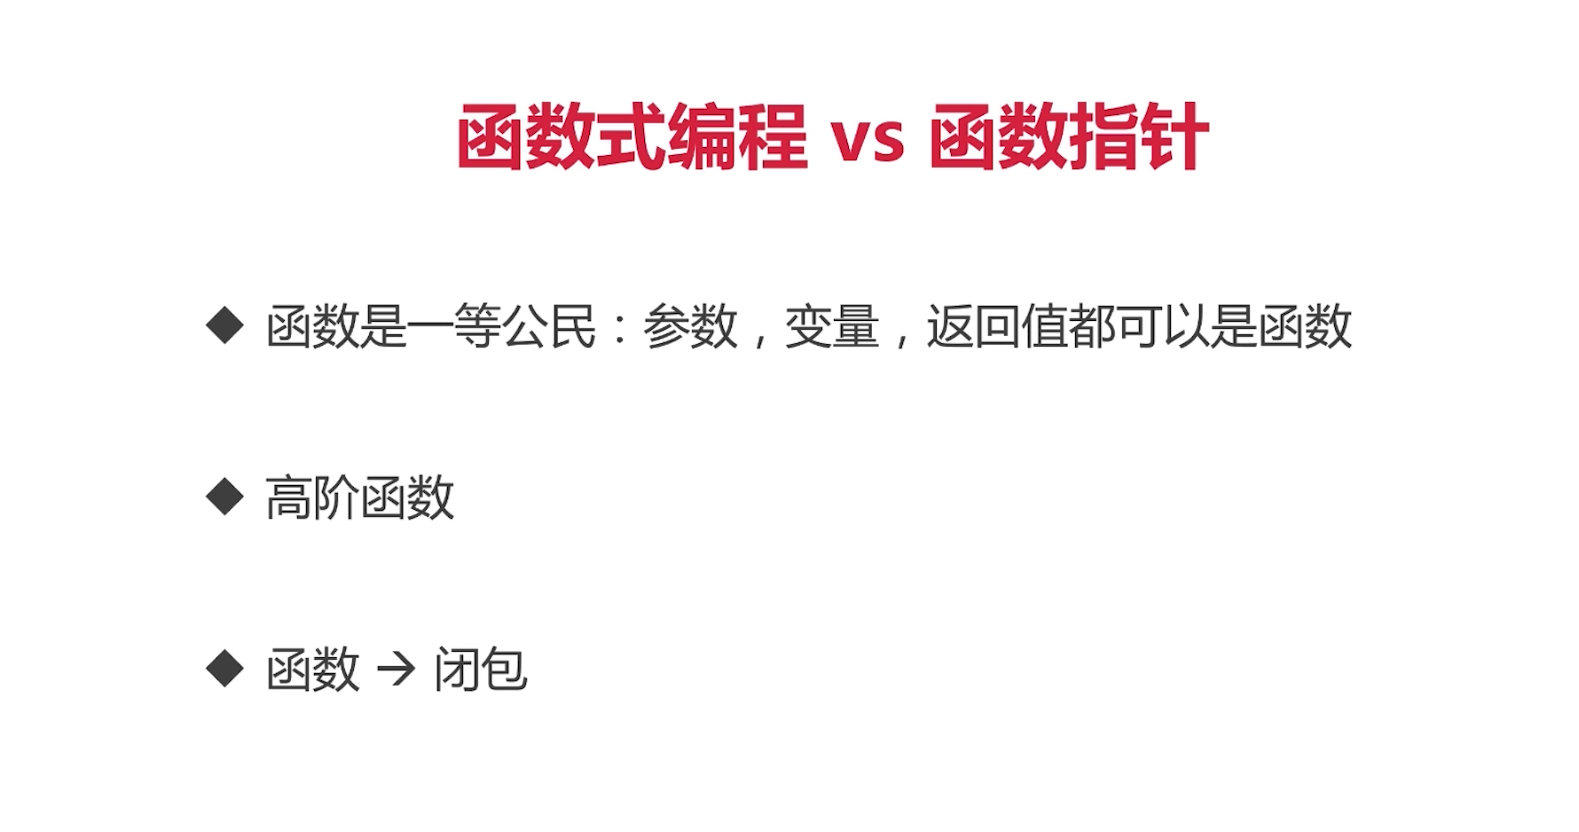 函数式编程 vs 函数指针
◆ 函数是一等公民：参数，变量，返回值都可以是函数
◆ 高阶函数
◆ 函数 → 闭包